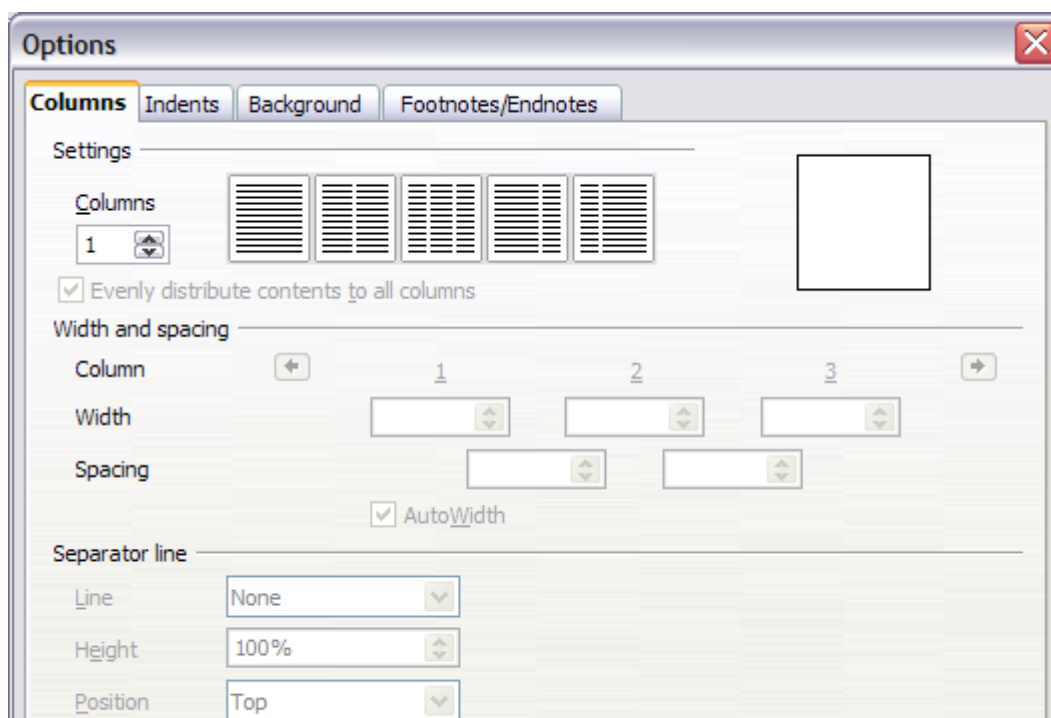 Options
Columns Indents Background Footnotes/Endnotes
Settings
Columns
1
Evenly distribute contents to all columns
Width and spacing
Column 1 2 3
Width
Spacing
AutoWidth
Separator line
Line None
Height 100%
Position Top